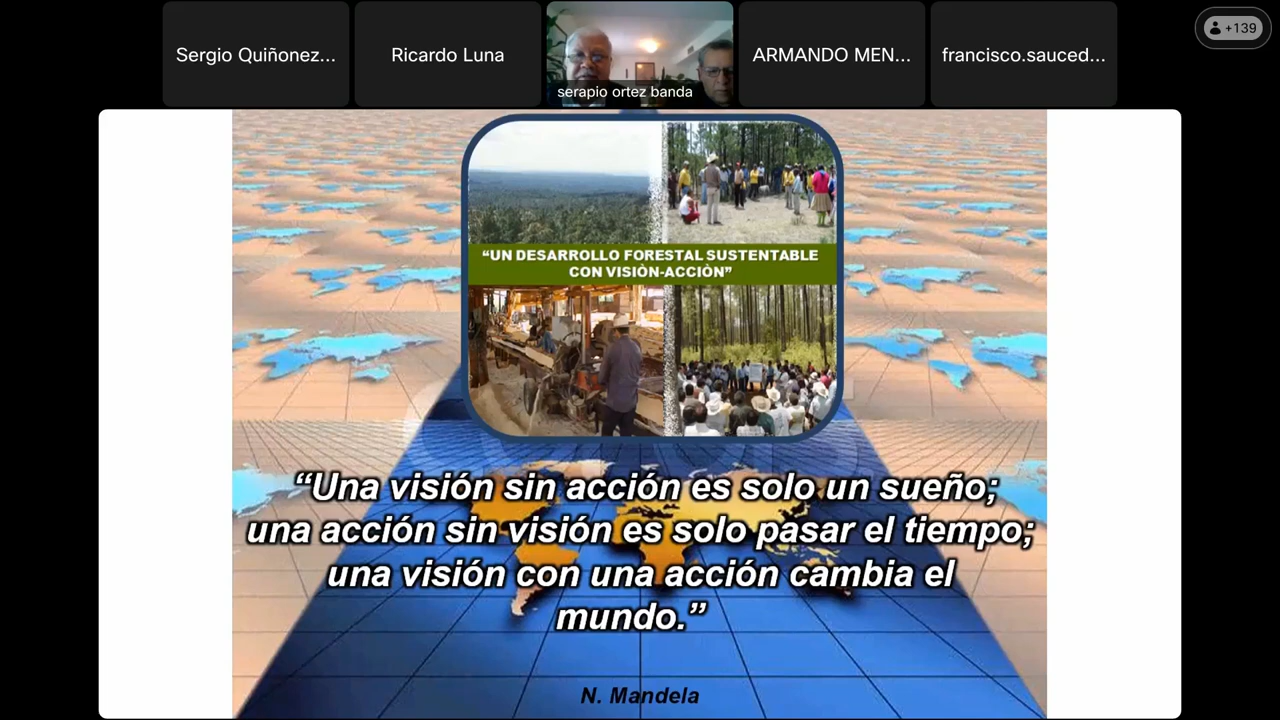 Sergio Quiñonez...
Ricardo Luna
serapio ortez banda
ARMANDO MEN...
francisco.sauced...
+139
“UN DESARROLLO FORESTAL SUSTENTABLE
CON VISIÒN-ACCIÒN”
“Una visión sin acción es solo un sueño;
una acción sin visión es solo pasar el tiempo;
una visión con una acción cambia el
mundo.”
N. Mandela